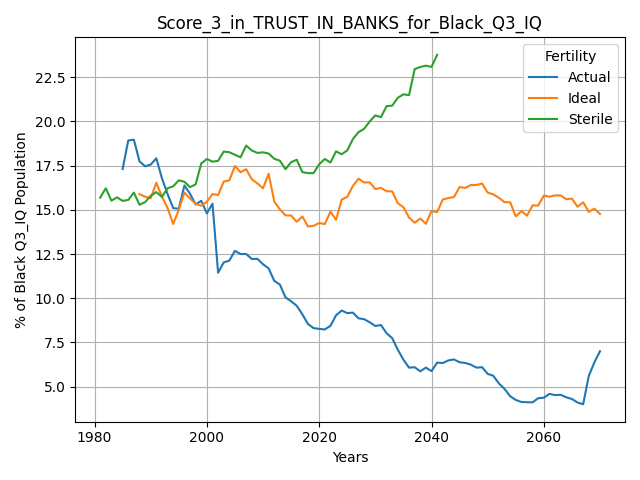 Score_3_in_TRUST_IN_BANKS_for_Black_Q3_IQ
Fertility
Actual
Ideal
Sterile
% of Black Q3_IQ Population
22.5
20.0
17.5
15.0
12.5
10.0
7.5
5.0
1980
2000
2020
2040
2060
Years